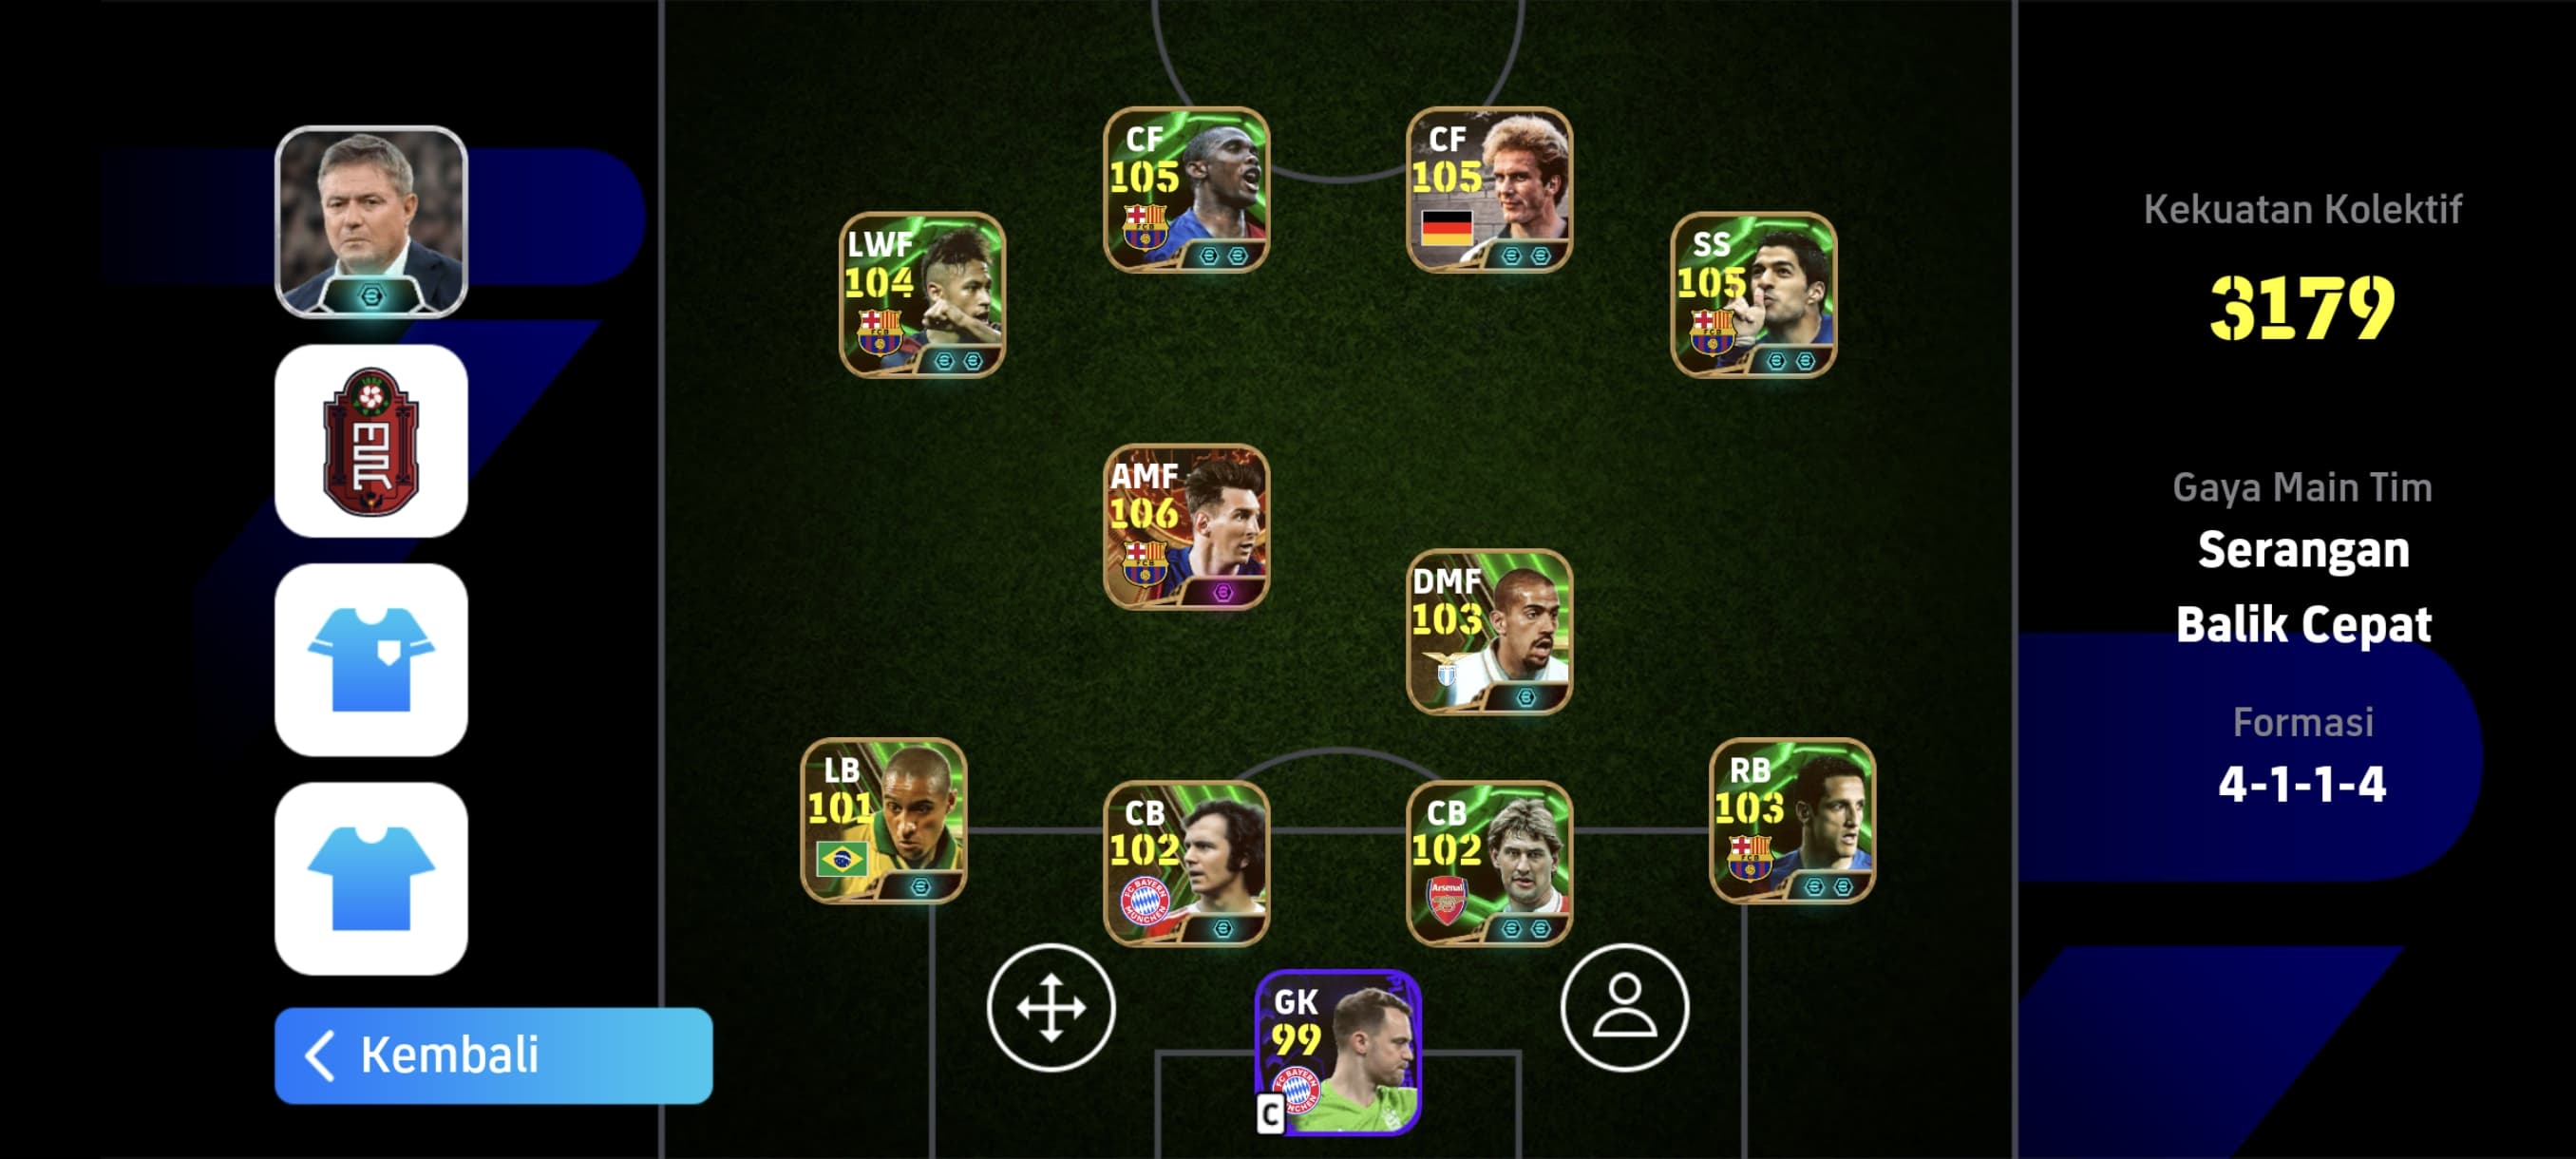 CF
105
CF
105
LWF
104
SS
105
Kekuatan Kolektif
3179
AMF
106
Gaya Main Tim
Serangan
Balik Cepat
DMF
103
Formasi
4-1-1-4
LB
101
CB
102
CB
102
Arsenal
RB
103
GK
99
C
Kembali